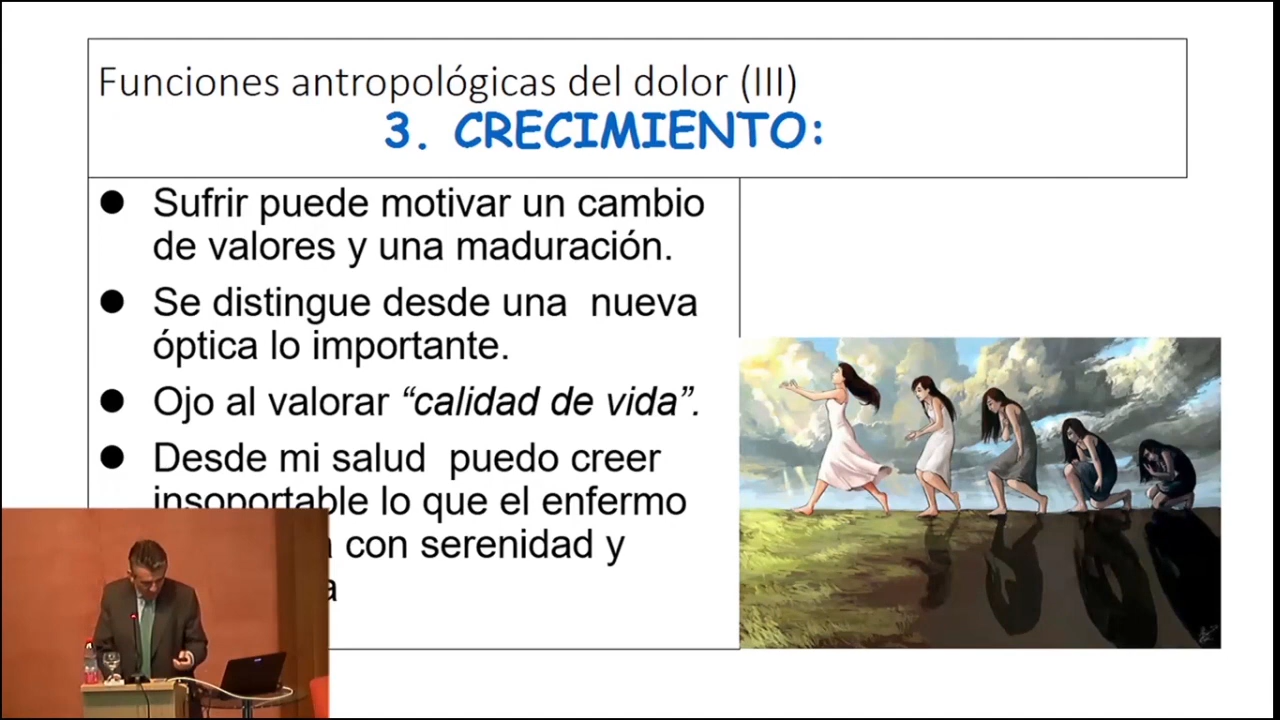 Funciones antropológicas del dolor (III)
3. CRECIMIENTO:
● Sufrir puede motivar un cambio
de valores y una maduración.
● Se distingue desde una nueva
óptica lo importante.
● Ojo al valorar “calidad de vida”.
● Desde mi salud puedo creer
insoportable lo que el enfermo
con serenidad y